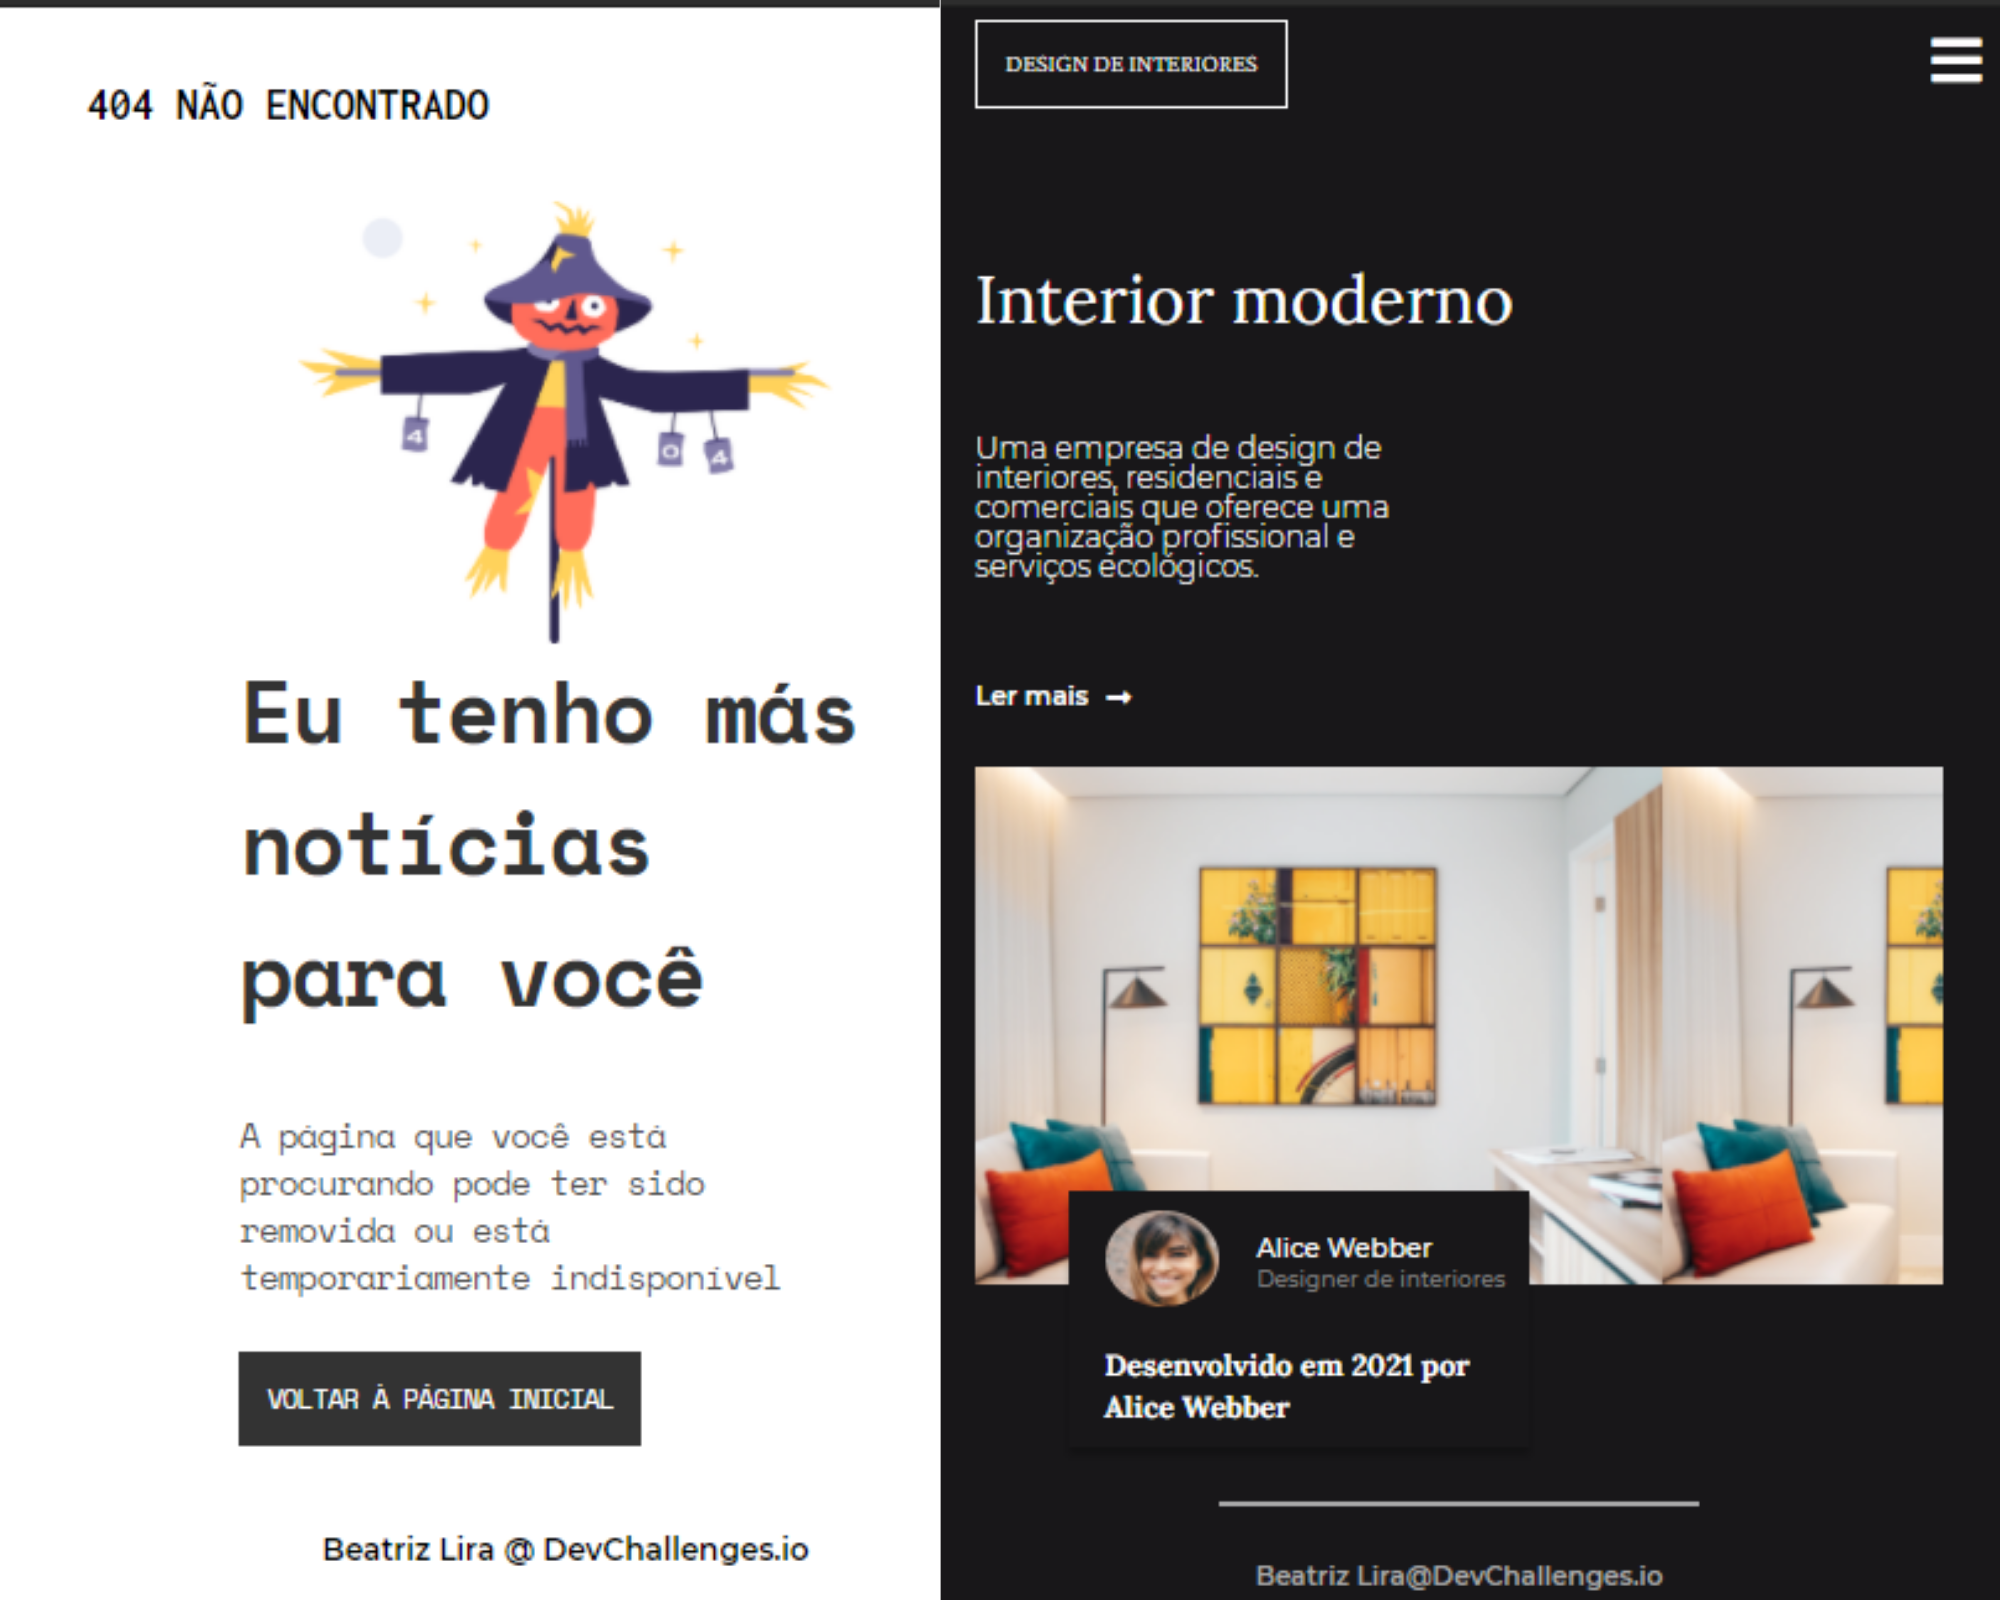 404 NÃO ENCONTRADO
4
0
4
Eu tenho más
notícias
para você
A página que você está
procurando pode ter sido
removida ou está
temporariamente indisponível
VOLTAR À PÁGINA INICIAL
Beatriz Lira @ DevChallenges.io
DESIGN DE INTERIORES
Interior moderno
Uma empresa de design de
interiores, residenciais e
comerciais que oferece uma
organização profissional e
serviços ecológicos.
Ler mais →
Alice Webber
Designer de interiores
Desenvolvido em 2021 por
Alice Webber
Beatriz Lira@DevChallenges.io